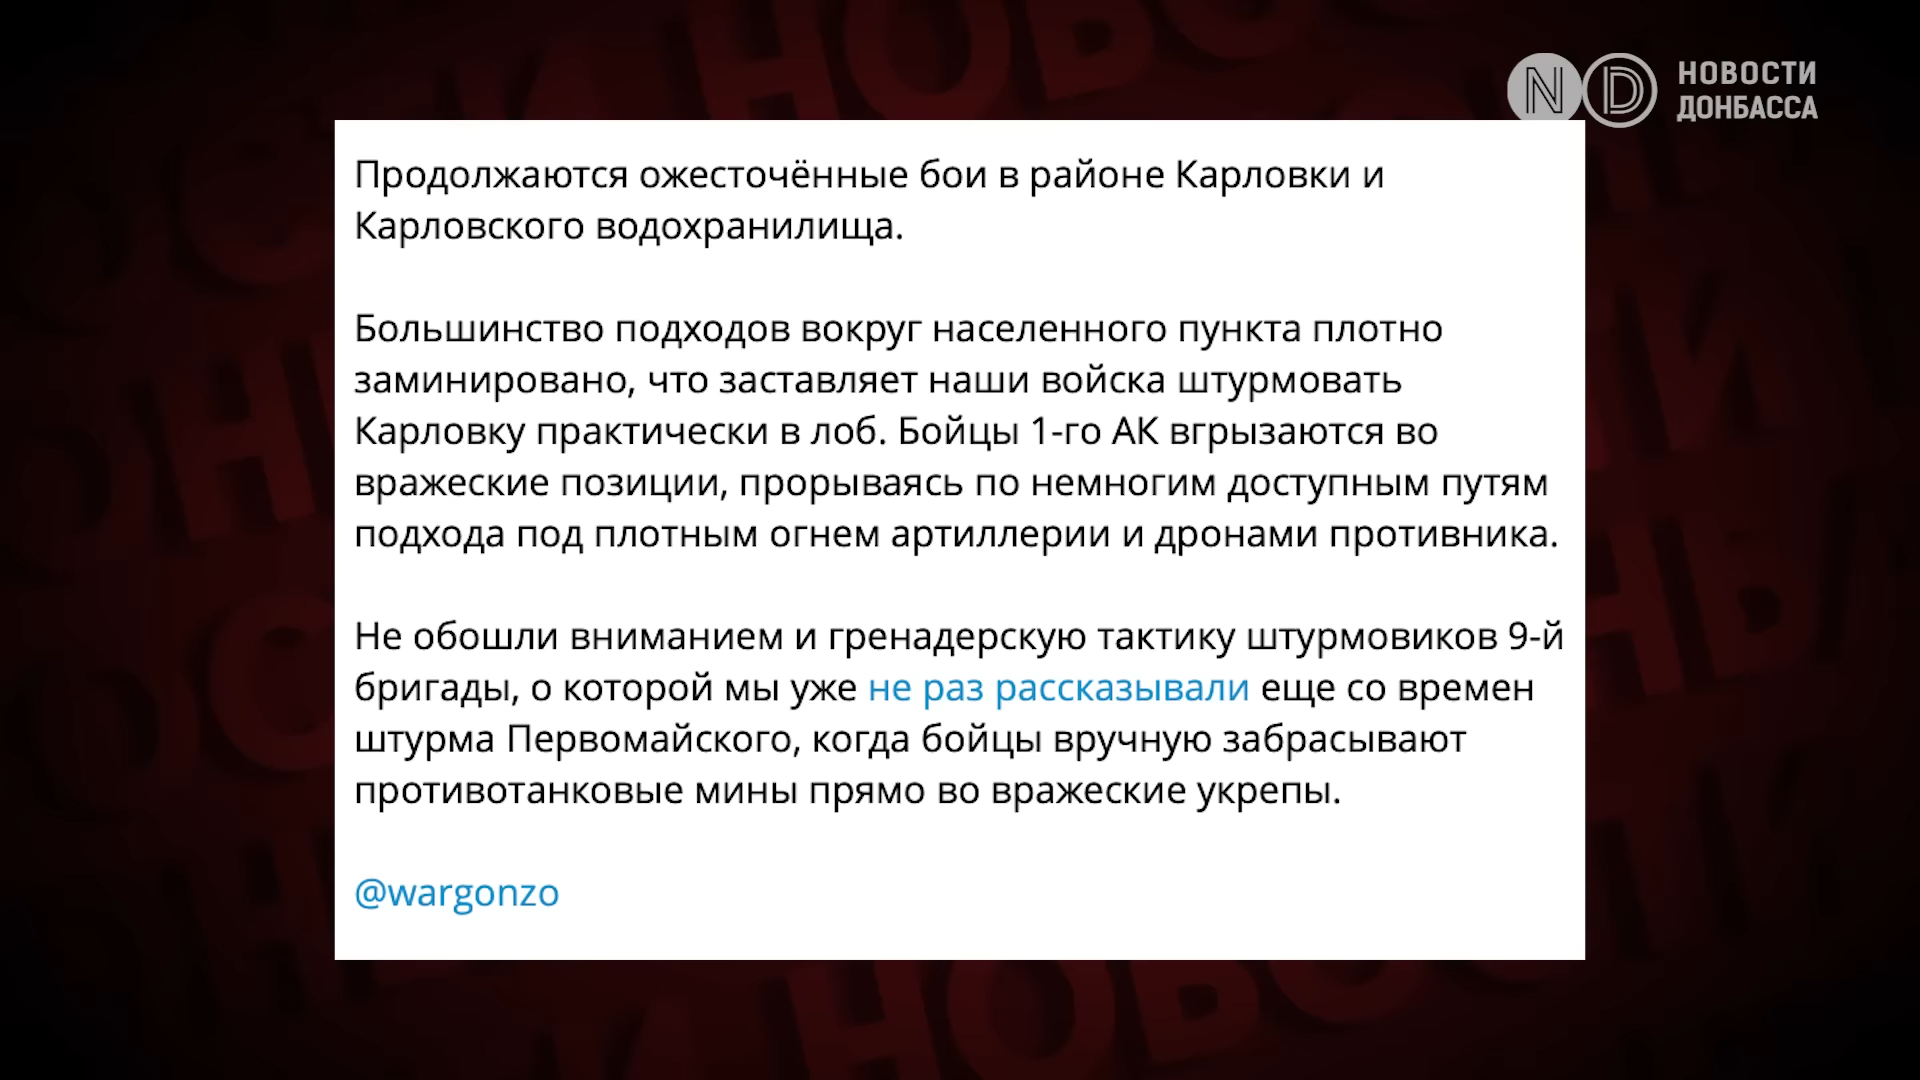 ND НОВОСТИ
ДОНБАССА
Продолжаются ожесточённые бои в районе Карловки и
Карловского водохранилища.
Большинство подходов вокруг населенного пункта плотно
заминировано, что заставляет наши войска штурмовать
Карловку практически в лоб. Бойцы 1-го АК вгрызаются во
вражеские позиции, прорываясь по немногим доступным путям
подхода под плотным огнем артиллерии и дронами противника.
Не обошли вниманием и гренадерскую тактику штурмовиков 9-й
бригады, о которой мы уже не раз рассказывали еще со времен
штурма Первомайского, когда бойцы вручную забрасывают
противотанковые мины прямо во вражеские укрепы.
@wargonzo